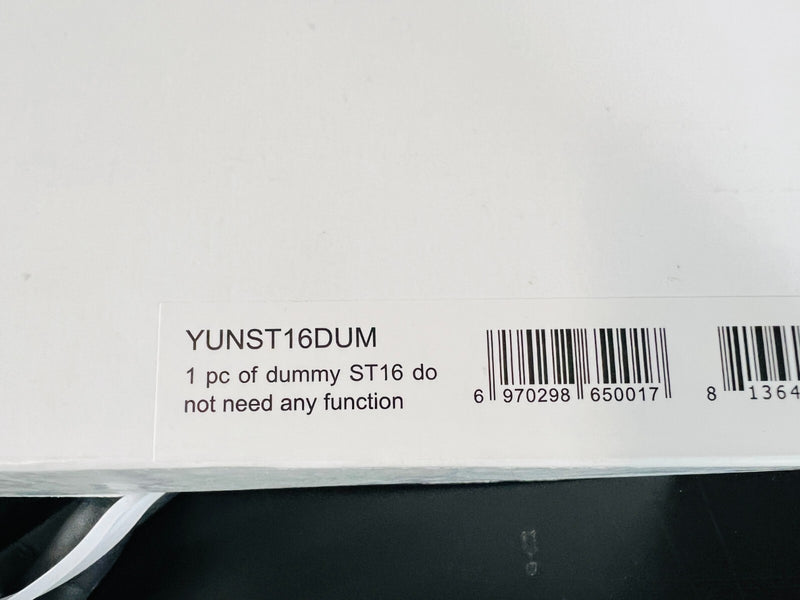 YUNST16DUM
1 pc of dummy ST16 do
not need any function
6 970298 650017
8 1364